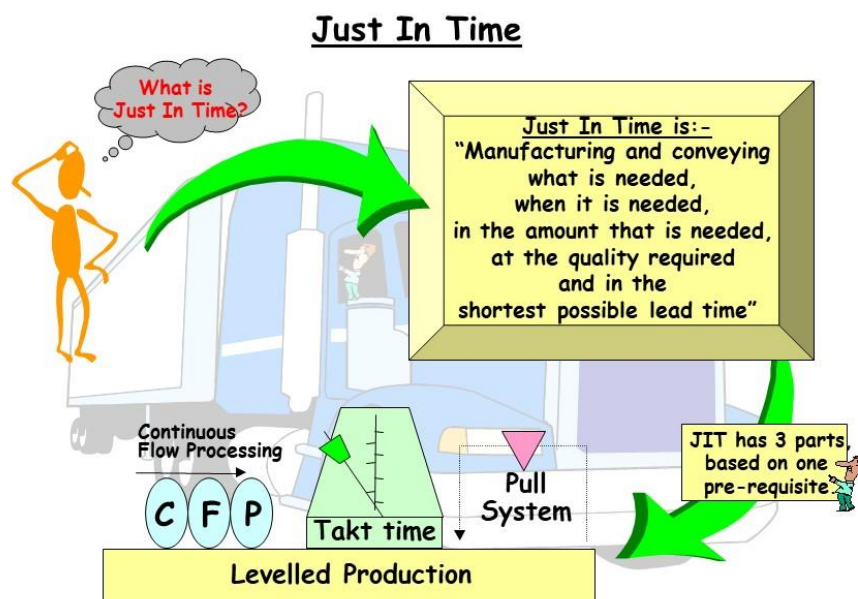 Just In Time
What is
Just In Time?
Just In Time is:-
“Manufacturing and conveying
what is needed,
when it is needed,
in the amount that is needed,
at the quality required
and in the
shortest possible lead time”
JIT has 3 parts,
based on one
pre-requisite
Continuous
Flow Processing
C F P
Takt time
Pull
System
Levelled Production